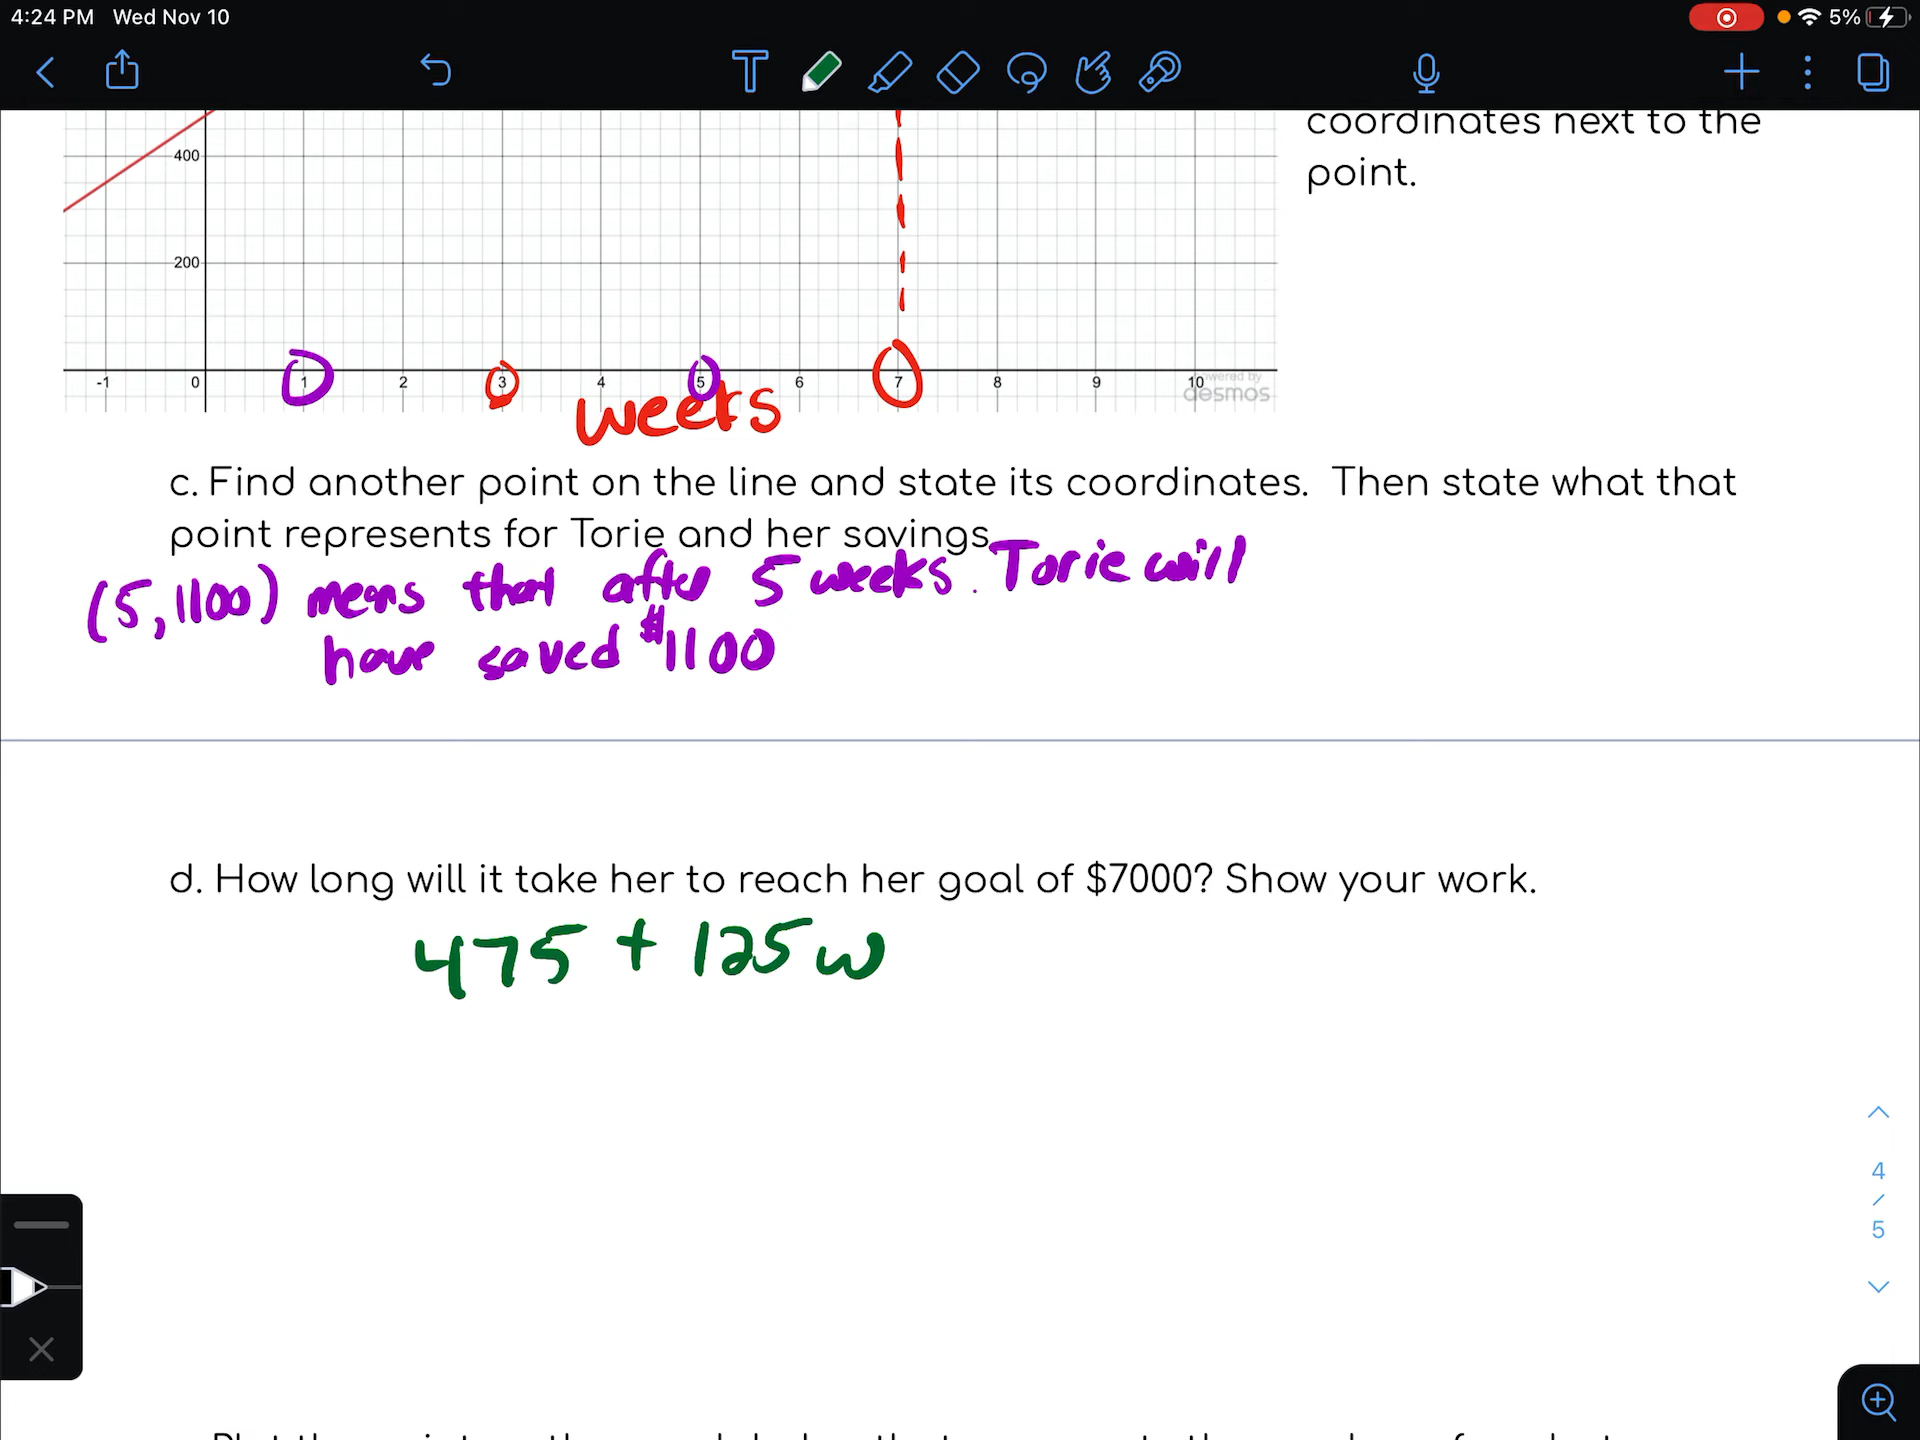 4:24 PM Wed Nov 10
5%
T
coordinates next to the
point.
400
200
-1 0 1 2 3 4 5 6 7 8 9 10
powered by
desmos
weeks
c. Find another point on the line and state its coordinates. Then state what that
point represents for Torie and her savings.
(5, 1100) means that after 5 weeks. Torie will
have saved $1100
d. How long will it take her to reach her goal of $7000? Show your work.
475 + 125w
4
/
5